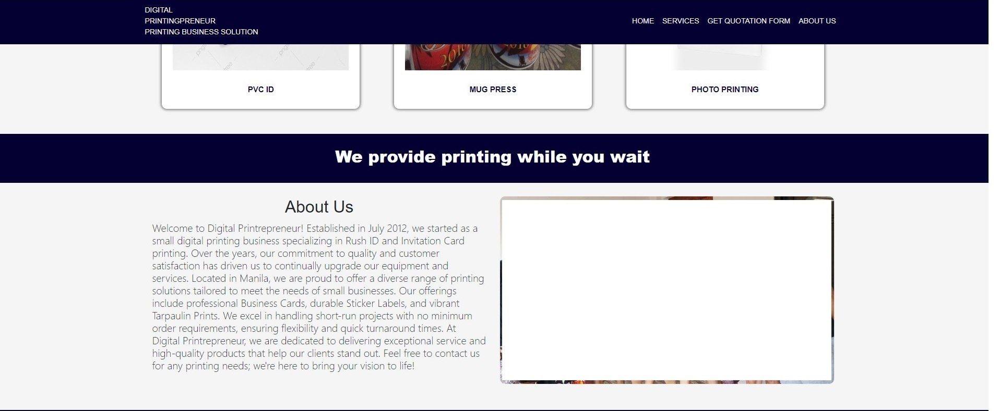 DIGITAL
PRINTINGPRENEUR
PRINTING BUSINESS SOLUTION
HOME SERVICES GET QUOTATION FORM ABOUT US
2010
2010
PVC ID
MUG PRESS
PHOTO PRINTING
We provide printing while you wait
About Us
Welcome to Digital Printrepreneur! Established in July 2012, we started as a
small digital printing business specializing in Rush ID and Invitation Card
printing. Over the years, our commitment to quality and customer
satisfaction has driven us to continually upgrade our equipment and
services. Located in Manila, we are proud to offer a diverse range of printing
solutions tailored to meet the needs of small businesses. Our offerings
include professional Business Cards, durable Sticker Labels, and vibrant
Tarpaulin Prints. We excel in handling short-run projects with no minimum
order requirements, ensuring flexibility and quick turnaround times. At
Digital Printrepreneur, we are dedicated to delivering exceptional service and
high-quality products that help our clients stand out. Feel free to contact us
for any printing needs; we're here to bring your vision to life!